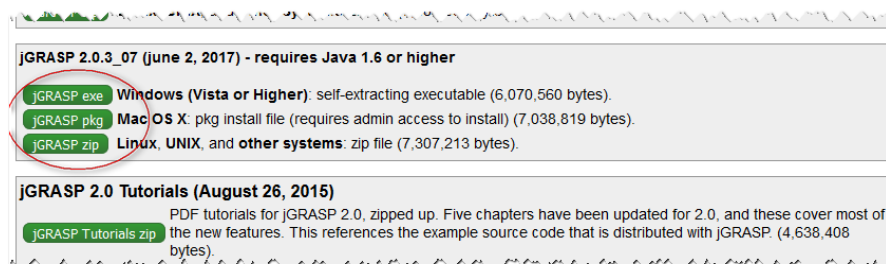 jGRASP 2.0.3_07 (june 2, 2017) - requires Java 1.6 or higher
jGRASP exe Windows (Vista or Higher): self-extracting executable (6,070,560 bytes).
jGRASP pkg Mac OS X: pkg install file (requires admin access to install) (7,038,819 bytes).
jGRASP zip Linux, UNIX, and other systems: zip file (7,307,213 bytes).
jGRASP 2.0 Tutorials (August 26, 2015)
PDF tutorials for jGRASP 2.0, zipped up. Five chapters have been updated for 2.0, and these cover most of
jGRASP Tutorials zip the new features. This references the example source code that is distributed with jGRASP. (4,638,408
bytes).